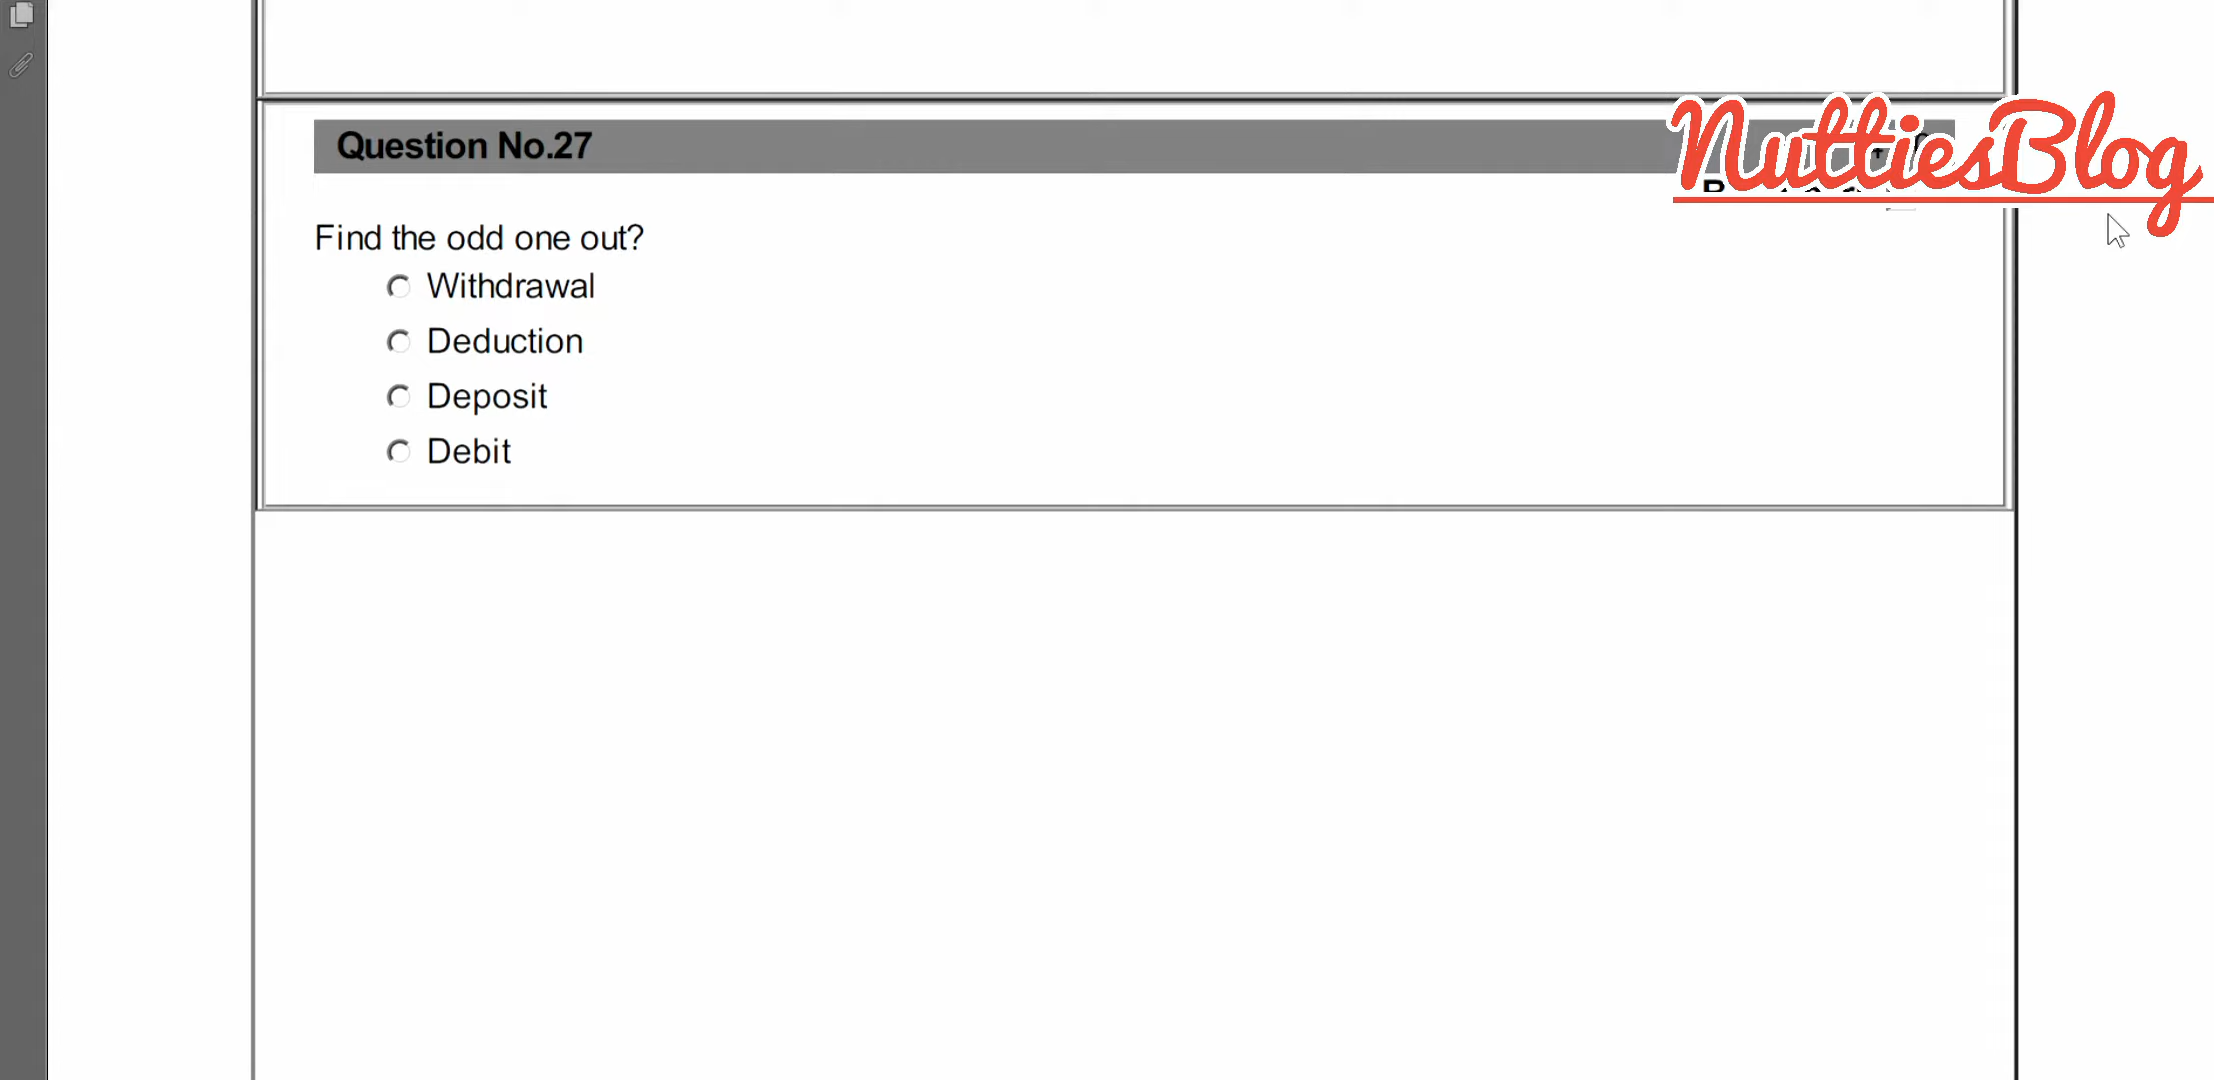 Question No.27
NuttiesBlog
Find the odd one out?
Withdrawal
Deduction
Deposit
Debit